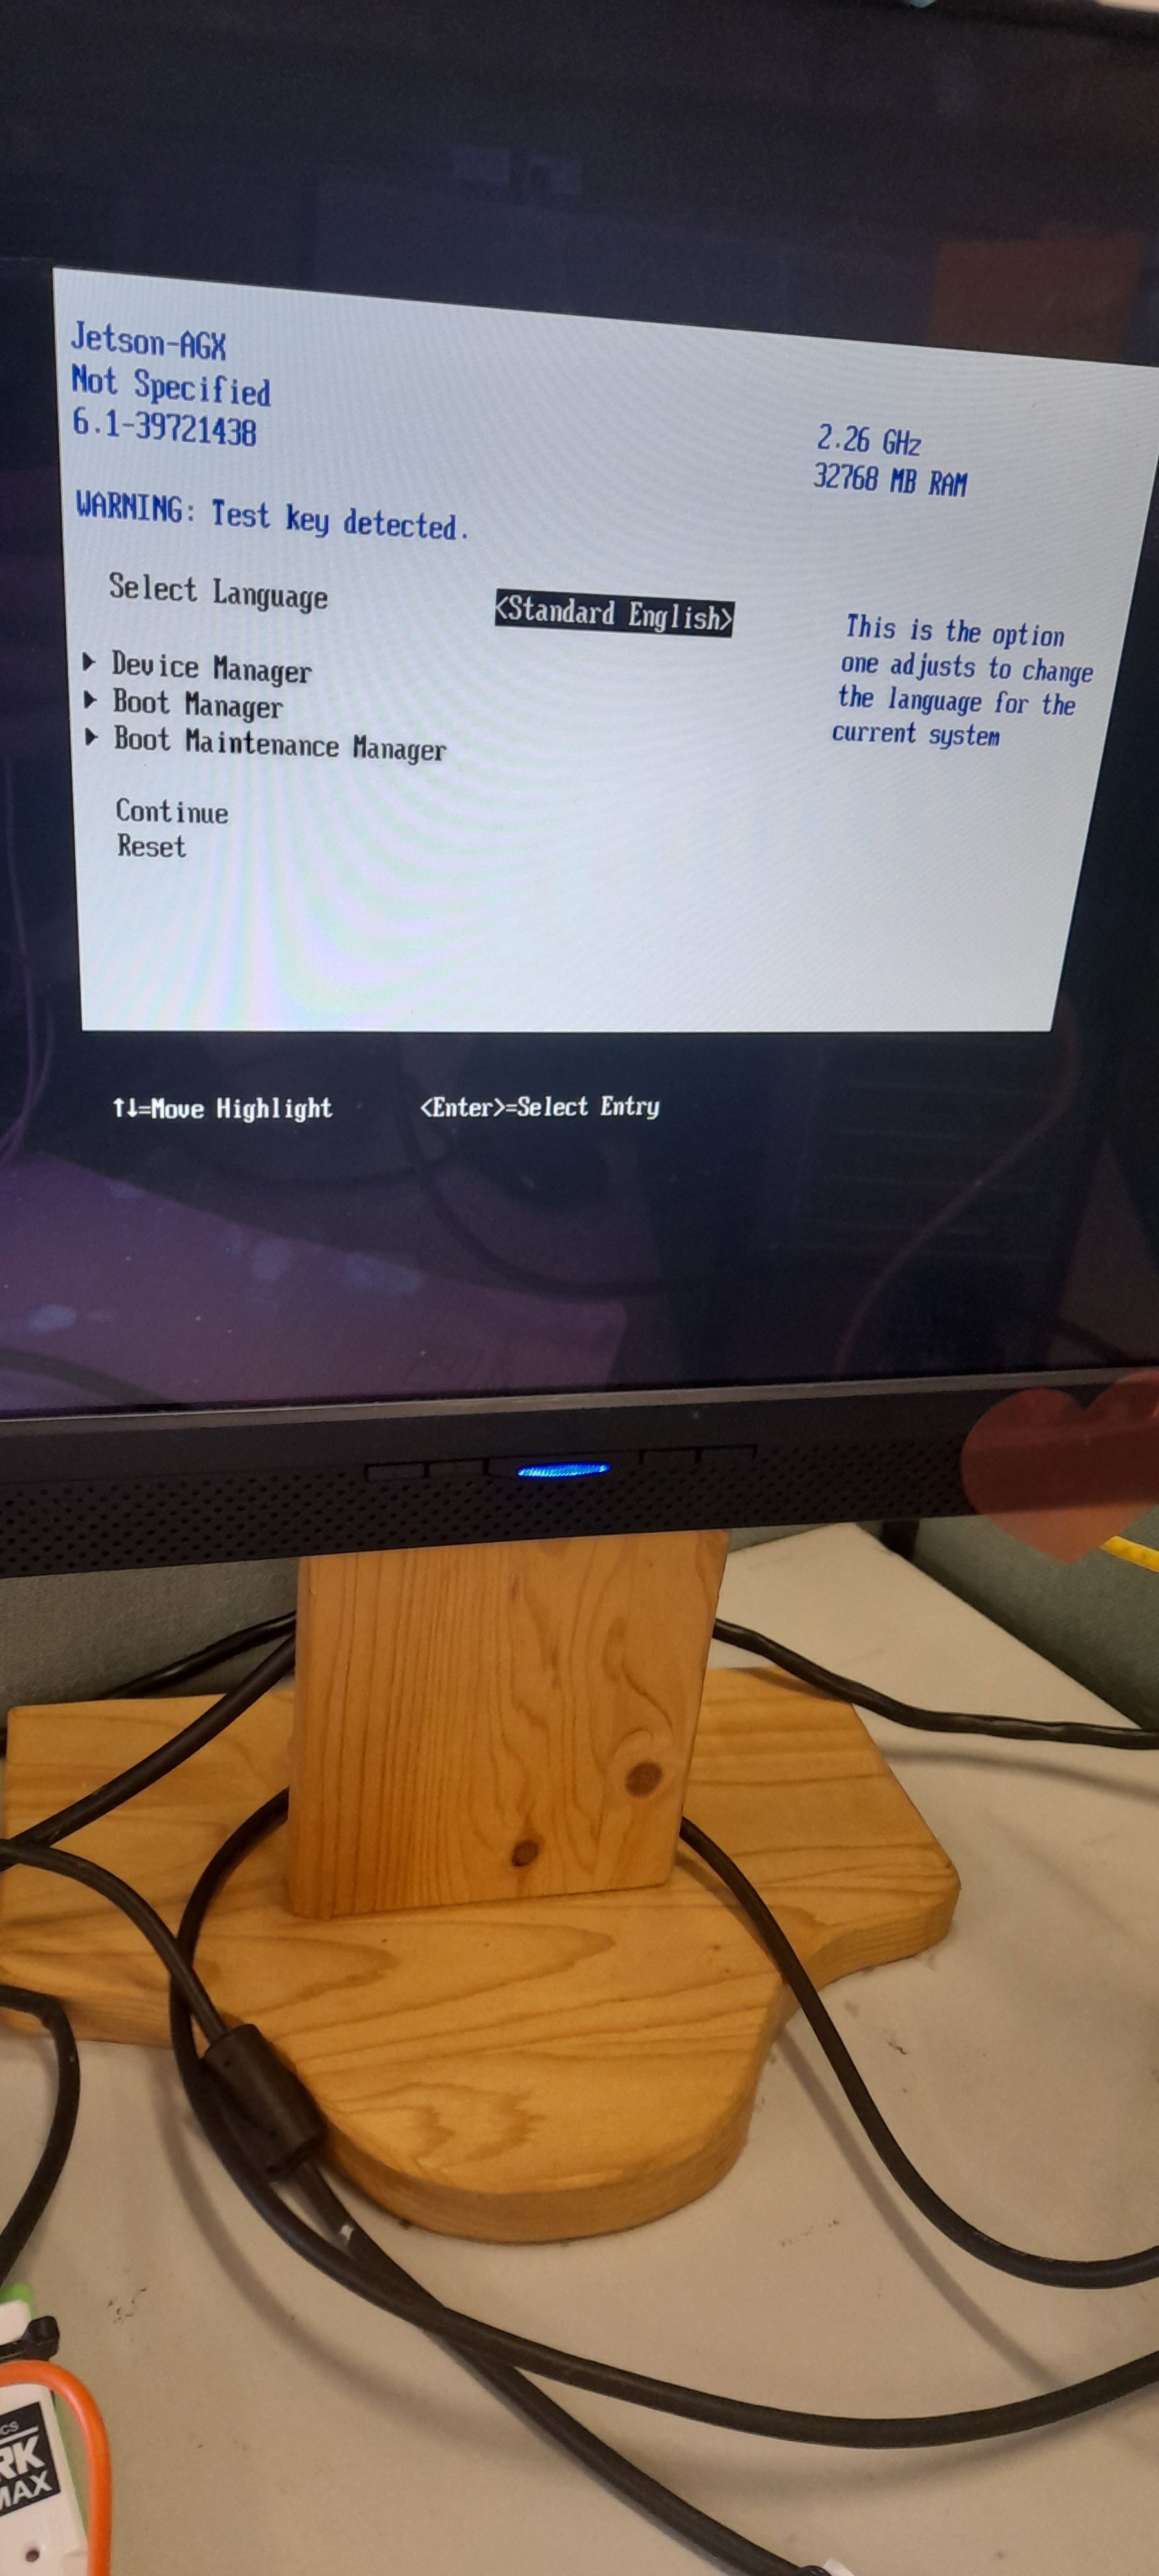 Jetson-AGX
Not Specified
6.1-39721438
2.26 GHz
32768 MB RAM
WARNING: Test key detected.
Select Language
<Standard English>
This is the option
one adjusts to change
the language for the
current system
Device Manager
Boot Manager
Boot Maintenance Manager
Continue
Reset
↑↓=Move Highlight
<Enter>=Select Entry
MAX